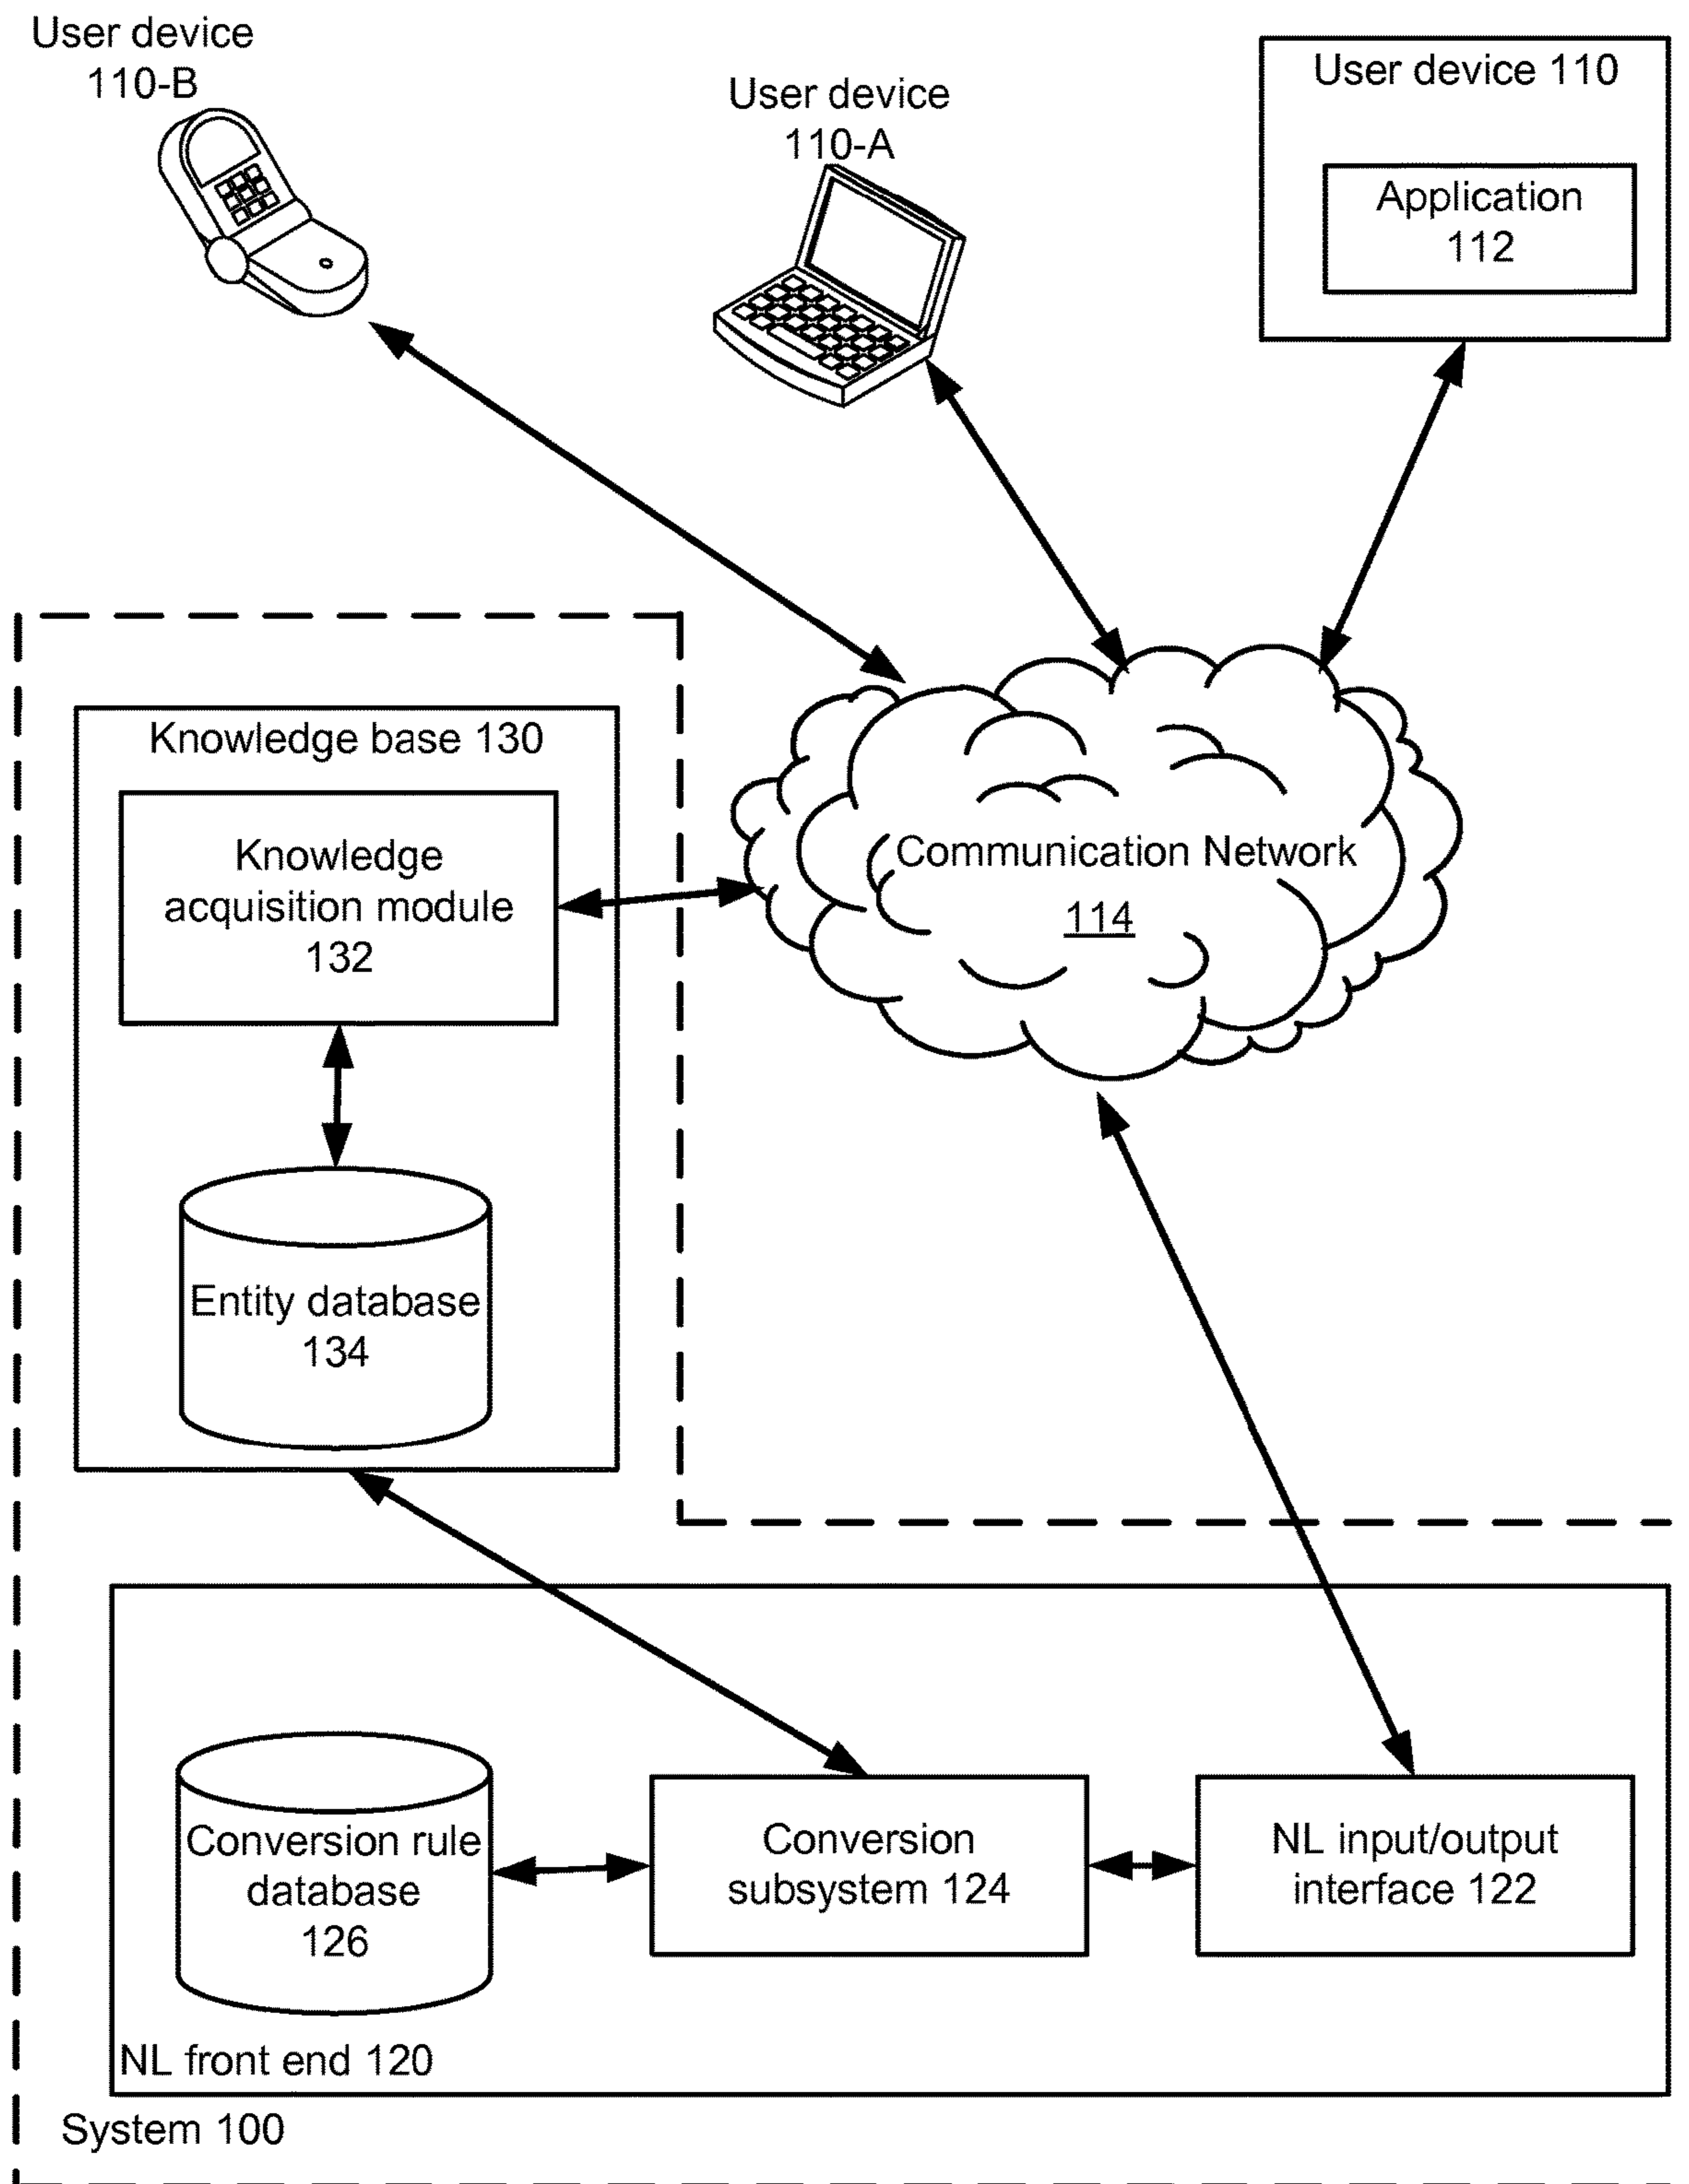 User device
110-B
User device
110-A
User device 110
Application
112
Knowledge base 130
Knowledge
acquisition module
132
Communication Network
114
Entity database
134
Conversion rule
database
126
Conversion
subsystem 124
NL input/output
interface 122
NL front end 120
System 100